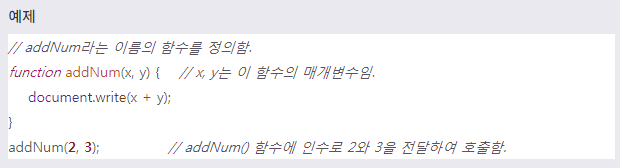 예제
// addNum라는 이름의 함수를 정의함.
function addNum(x, y) { // x, y는 이 함수의 매개변수임.
document.write(x + y);
}
addNum(2, 3); // addNum() 함수에 인수로 2와 3을 전달하여 호출함.